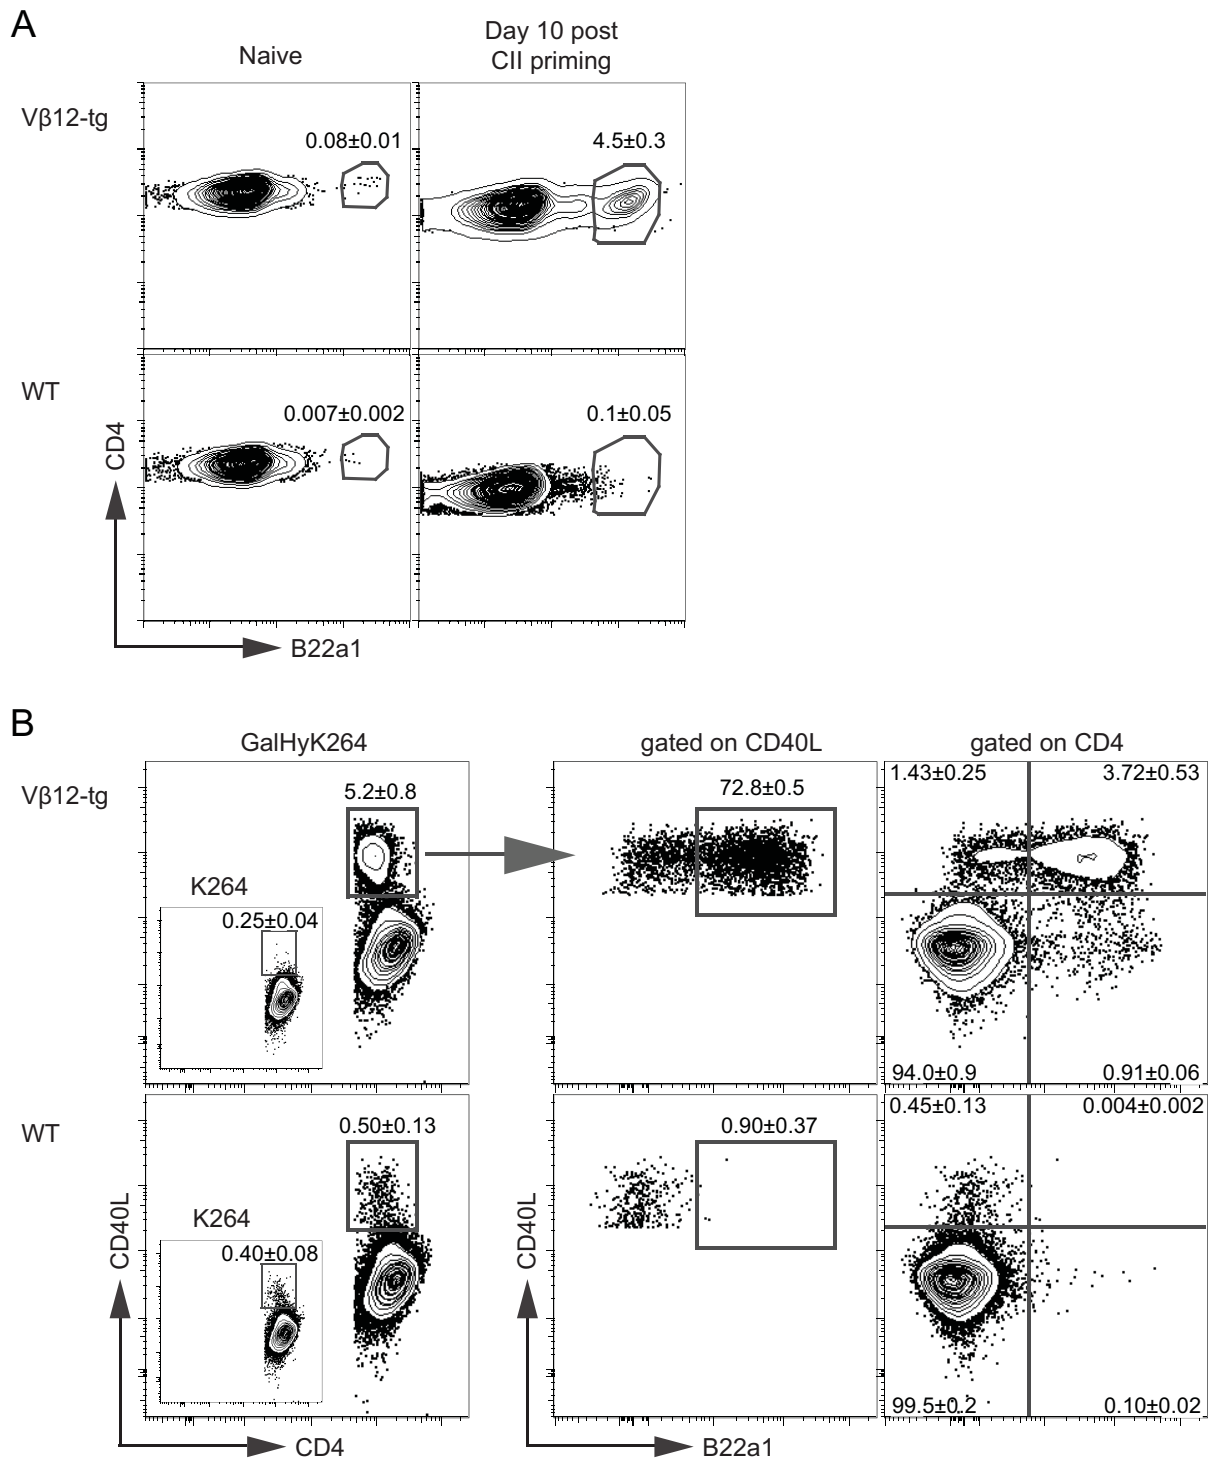 A
Naive
Day 10 post
CII priming
Vβ12-tg
0.08±0.01
4.5±0.3
WT
0.007±0.002
0.1±0.05
CD4
B22a1
B
GalHyK264
gated on CD40L
gated on CD4
Vβ12-tg
5.2±0.8
72.8±0.5
1.43±0.25
3.72±0.53
K264
0.25±0.04
94.0±0.9
0.91±0.06
WT
0.50±0.13
0.90±0.37
0.45±0.13
0.004±0.002
K264
0.40±0.08
99.5±0.2
0.10±0.02
CD40L
CD4
CD40L
B22a1